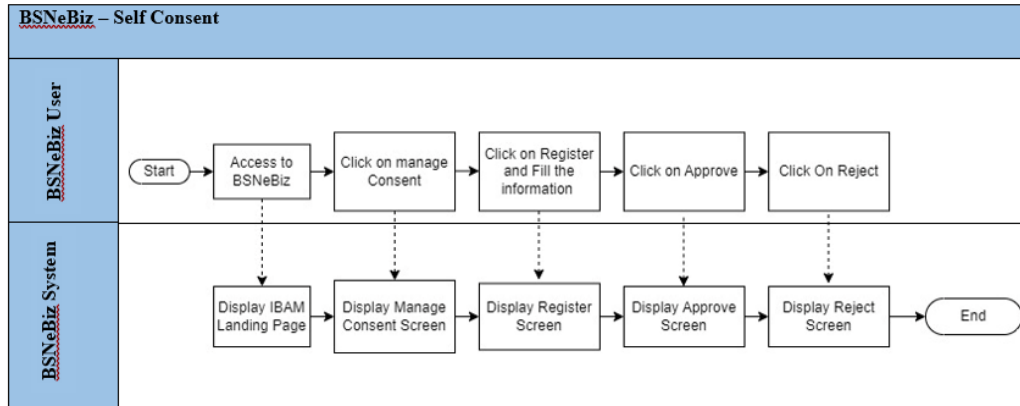 BSNeBiz – Self Consent
BSNeBiz User
Start
Access to
BSNeBiz
Click on manage
Consent
Click on Register
and Fill the
information
Click on Approve
Click On Reject
BSNeBiz System
Display IBAM
Landing Page
Display Manage
Consent Screen
Display Register
Screen
Display Approve
Screen
Display Reject
Screen
End